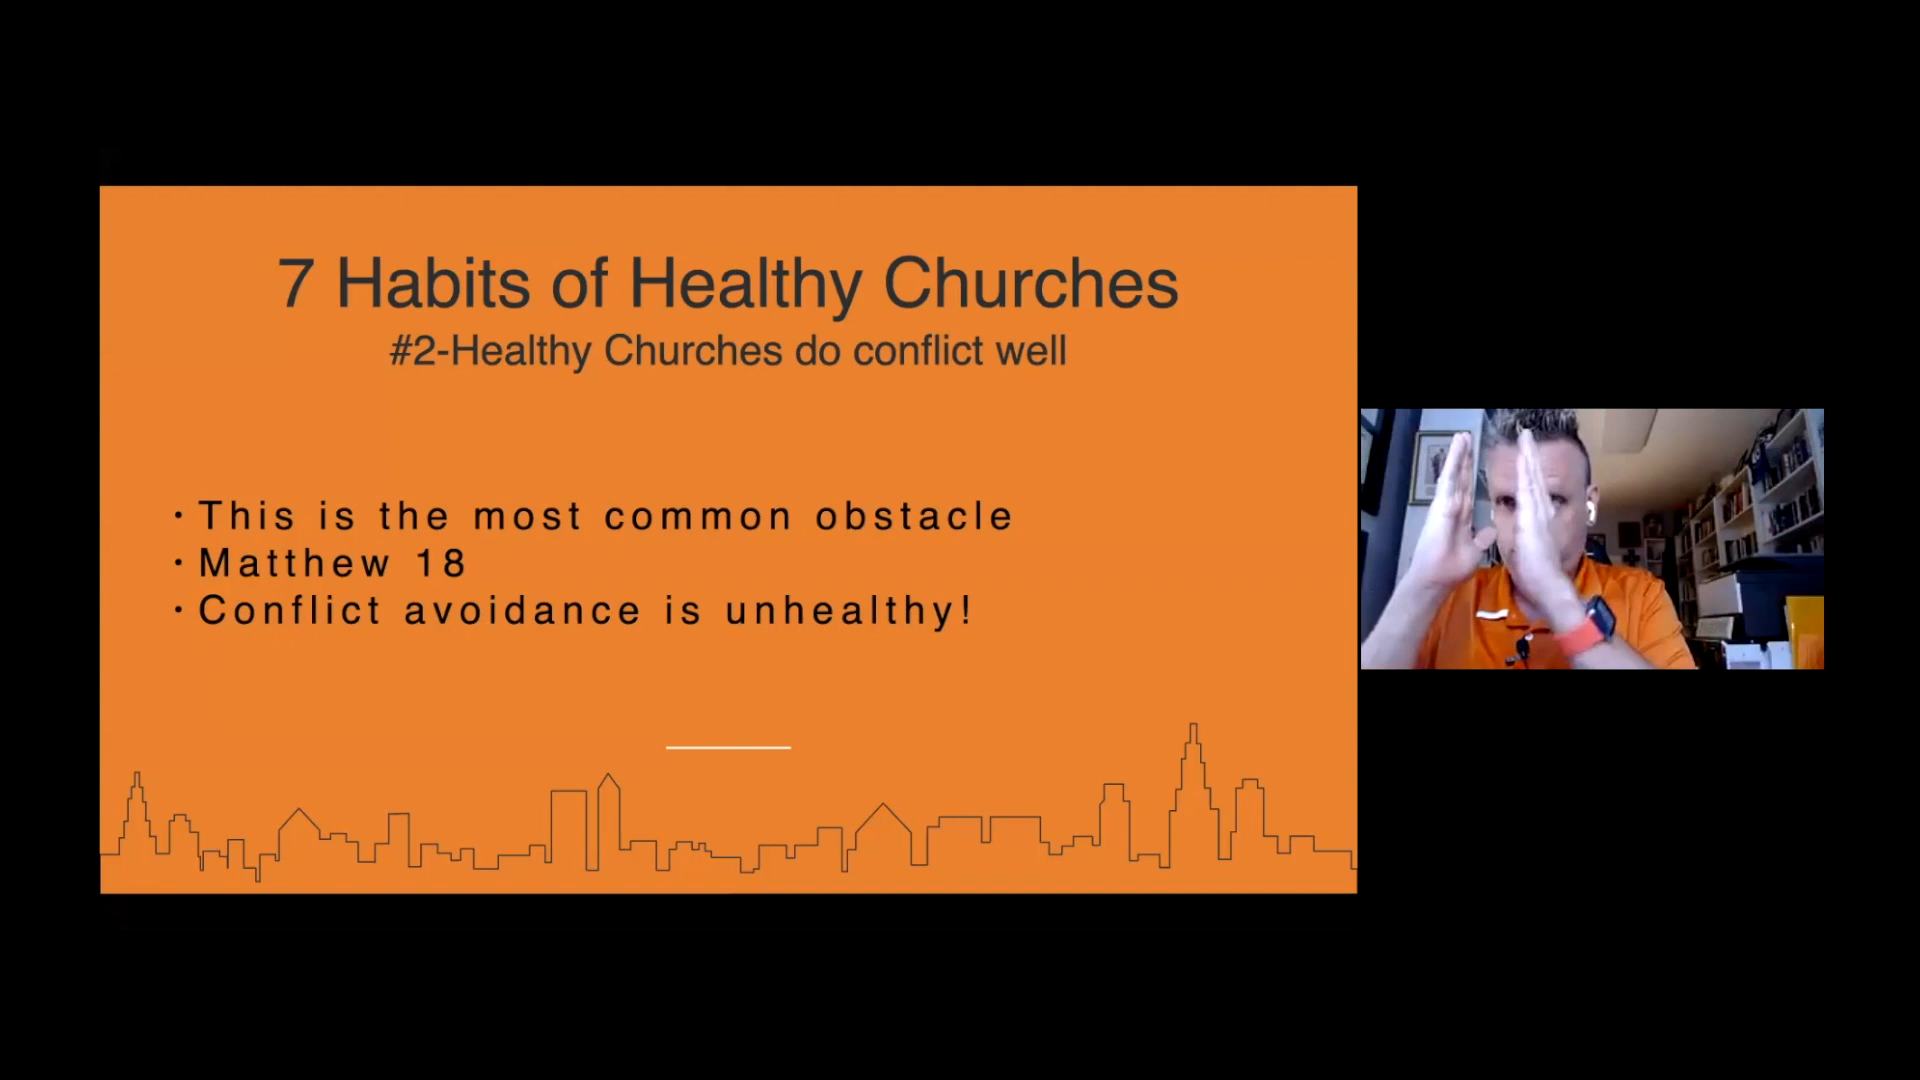 7 Habits of Healthy Churches
#2-Healthy Churches do conflict well
· This is the most common obstacle
· Matthew 18
· Conflict avoidance is unhealthy!